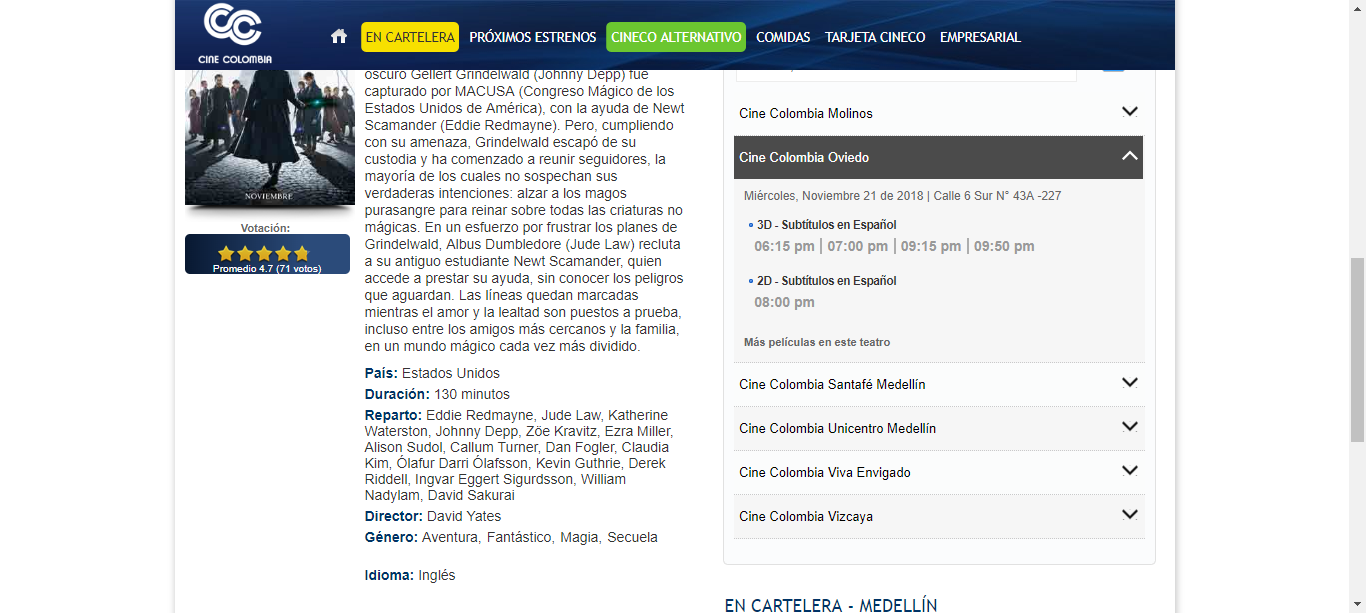 CINE COLOMBIA
EN CARTELERA
PRÓXIMOS ESTRENOS
CINECO ALTERNATIVO
COMIDAS
TARJETA CINECO
EMPRESARIAL
NOVIEMBRE
Votación:
Promedio 4.7 (71 votos)
oscuro Gellert Grindelwald (Johnny Depp) fue
capturado por MACUSA (Congreso Mágico de los
Estados Unidos de América), con la ayuda de Newt
Scamander (Eddie Redmayne). Pero, cumpliendo
con su amenaza, Grindelwald escapó de su
custodia y ha comenzado a reunir seguidores, la
mayoría de los cuales no sospechan sus
verdaderas intenciones: alzar a los magos
purasangre para reinar sobre todas las criaturas no
mágicas. En un esfuerzo por frustrar los planes de
Grindelwald, Albus Dumbledore (Jude Law) recluta
a su antiguo estudiante Newt Scamander, quien
accede a prestar su ayuda, sin conocer los peligros
que aguardan. Las líneas quedan marcadas
mientras el amor y la lealtad son puestos a prueba,
incluso entre los amigos más cercanos y la familia,
en un mundo mágico cada vez más dividido.
País: Estados Unidos
Duración: 130 minutos
Reparto: Eddie Redmayne, Jude Law, Katherine
Waterston, Johnny Depp, Zöe Kravitz, Ezra Miller,
Alison Sudol, Callum Turner, Dan Fogler, Claudia
Kim, Ólafur Darri Ólafsson, Kevin Guthrie, Derek
Riddell, Ingvar Eggert Sigurdsson, William
Nadylam, David Sakurai
Director: David Yates
Género: Aventura, Fantástico, Magia, Secuela
Idioma: Inglés
Cine Colombia Molinos
Cine Colombia Oviedo
Miércoles, Noviembre 21 de 2018 | Calle 6 Sur N° 43A -227
3D - Subtítulos en Español
06:15 pm | 07:00 pm | 09:15 pm | 09:50 pm
2D - Subtítulos en Español
08:00 pm
Más películas en este teatro
Cine Colombia Santafé Medellín
Cine Colombia Unicentro Medellín
Cine Colombia Viva Envigado
Cine Colombia Vizcaya
EN CARTELERA - MEDELLÍN